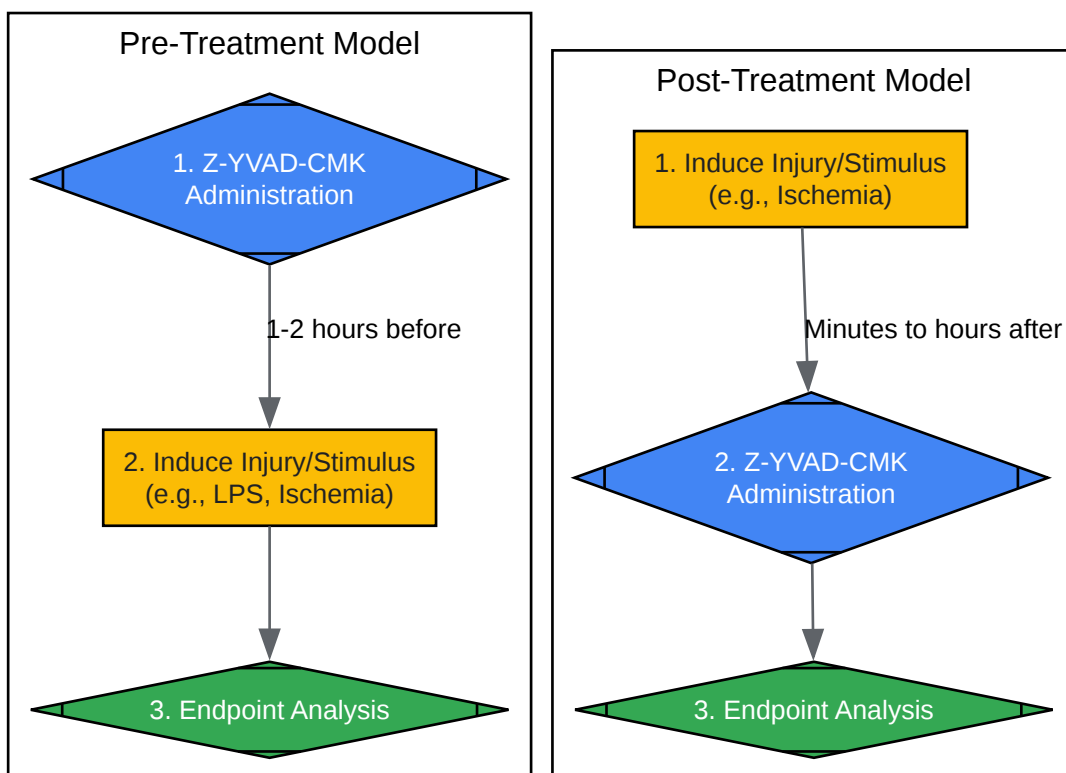 Pre-Treatment Model
1. Z-YVAD-CMK
Administration
1-2 hours before
2. Induce Injury/Stimulus
(e.g., LPS, Ischemia)
3. Endpoint Analysis
Post-Treatment Model
1. Induce Injury/Stimulus
(e.g., Ischemia)
Minutes to hours after
2. Z-YVAD-CMK
Administration
3. Endpoint Analysis